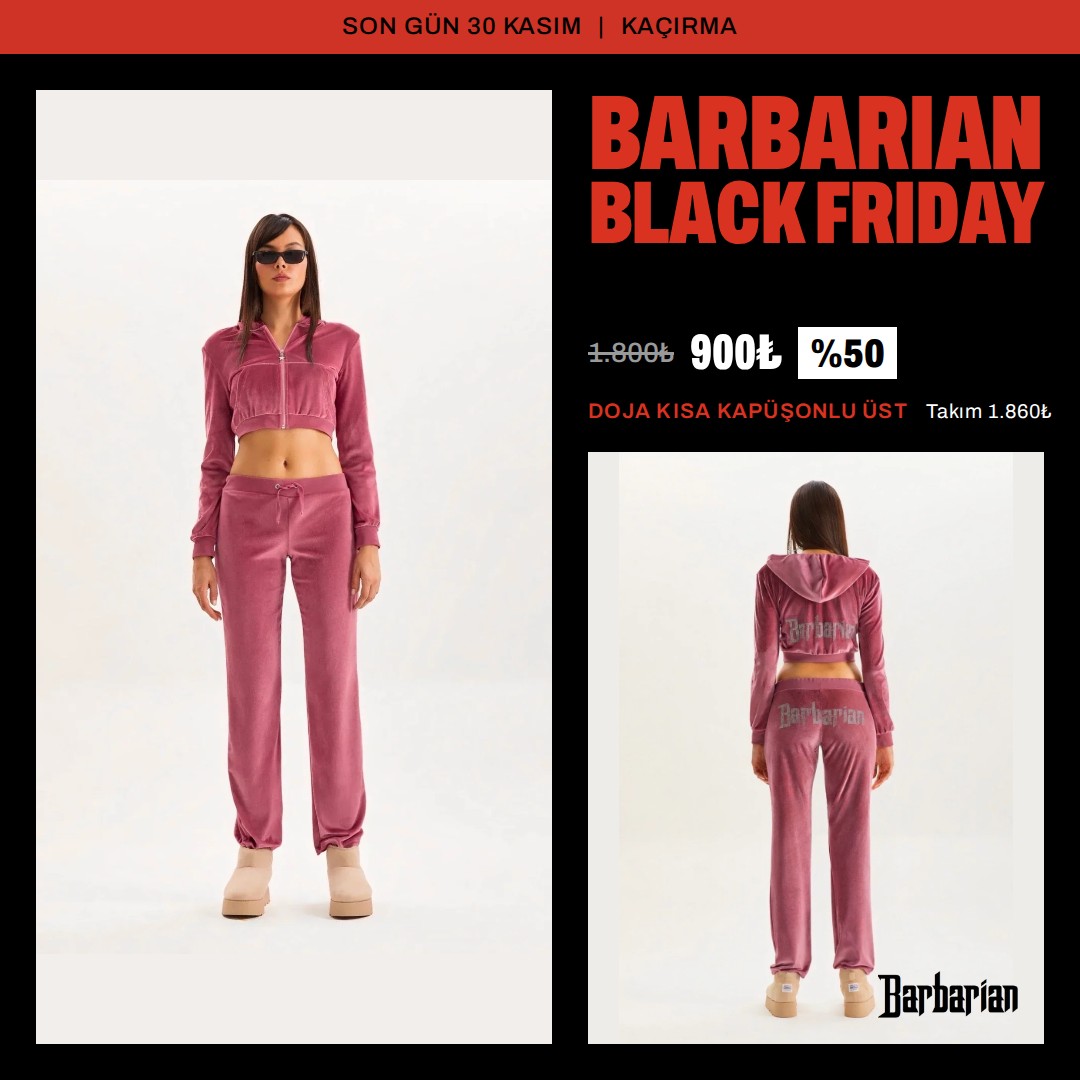 SON GÜN 30 KASIM | KAÇIRMA
BARBARIAN
BLACK FRIDAY
1.800₺ 900₺ %50
DOJA KISA KAPÜŞONLU ÜST Takım 1.860₺
Barbarian
Barbarian
Barbarian